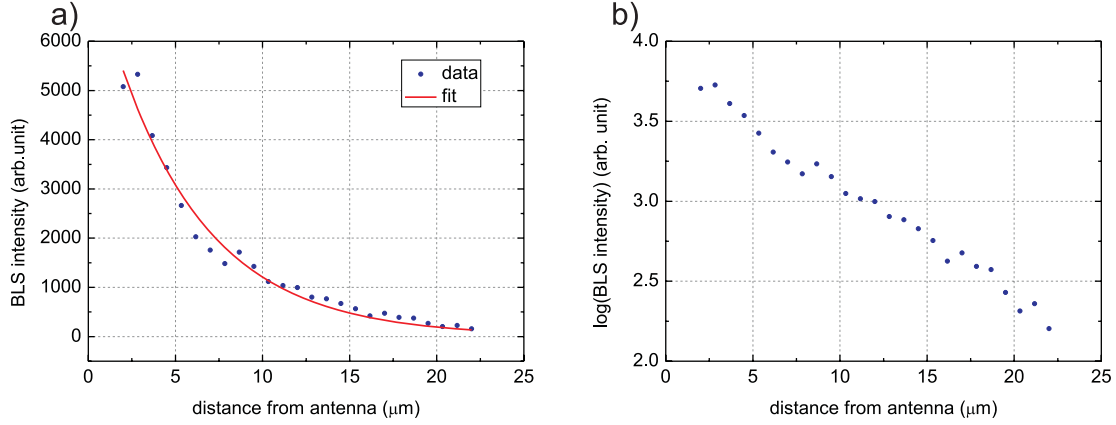 a)
6000
5000
4000
3000
2000
1000
0
BLS intensity (arb.unit)
data
fit
0 5 10 15 20 25
distance from antenna (μm)
b)
4.0
3.5
3.0
2.5
2.0
log(BLS intensity) (arb. unit)
0 5 10 15 20 25
distance from antenna (μm)